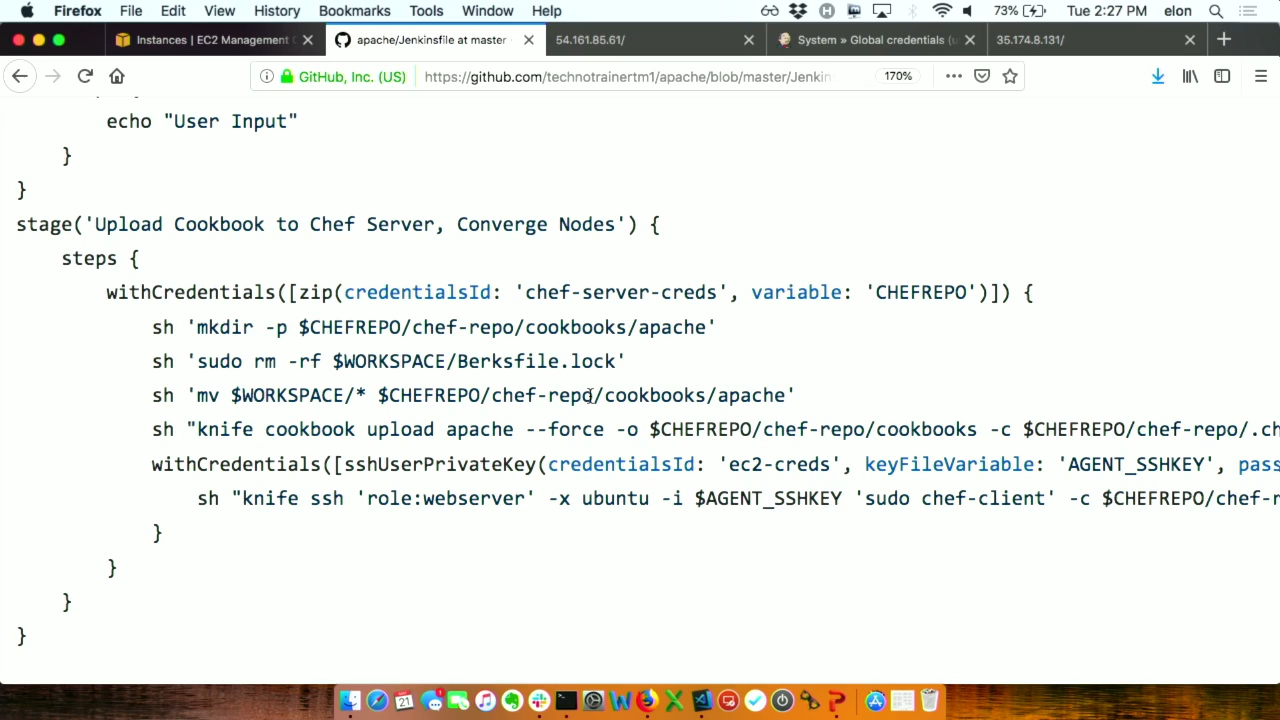 Firefox File Edit View History Bookmarks Tools Window Help 73% Tue 2:27 PM elon
Instances | EC2 Management apache/Jenkinsfile at master 54.161.85.61/ System » Global credentials (u 35.174.8.131/
GitHub, Inc. (US) https://github.com/technotrainertm1/apache/blob/master/Jenkin 170%
echo "User Input"
}
}
stage('Upload Cookbook to Chef Server, Converge Nodes') {
steps {
withCredentials([zip(credentialsId: 'chef-server-creds', variable: 'CHEFREPO')]) {
sh 'mkdir -p $CHEFREPO/chef-repo/cookbooks/apache'
sh 'sudo rm -rf $WORKSPACE/Berksfile.lock'
sh 'mv $WORKSPACE/* $CHEFREPO/chef-repo/cookbooks/apache'
sh "knife cookbook upload apache --force -o $CHEFREPO/chef-repo/cookbooks -c $CHEFREPO/chef-repo/.ch
withCredentials([sshUserPrivateKey(credentialsId: 'ec2-creds', keyFileVariable: 'AGENT_SSHKEY', pass
sh "knife ssh 'role:webserver' -x ubuntu -i $AGENT_SSHKEY 'sudo chef-client' -c $CHEFREPO/chef-r
}
}
}
}
21